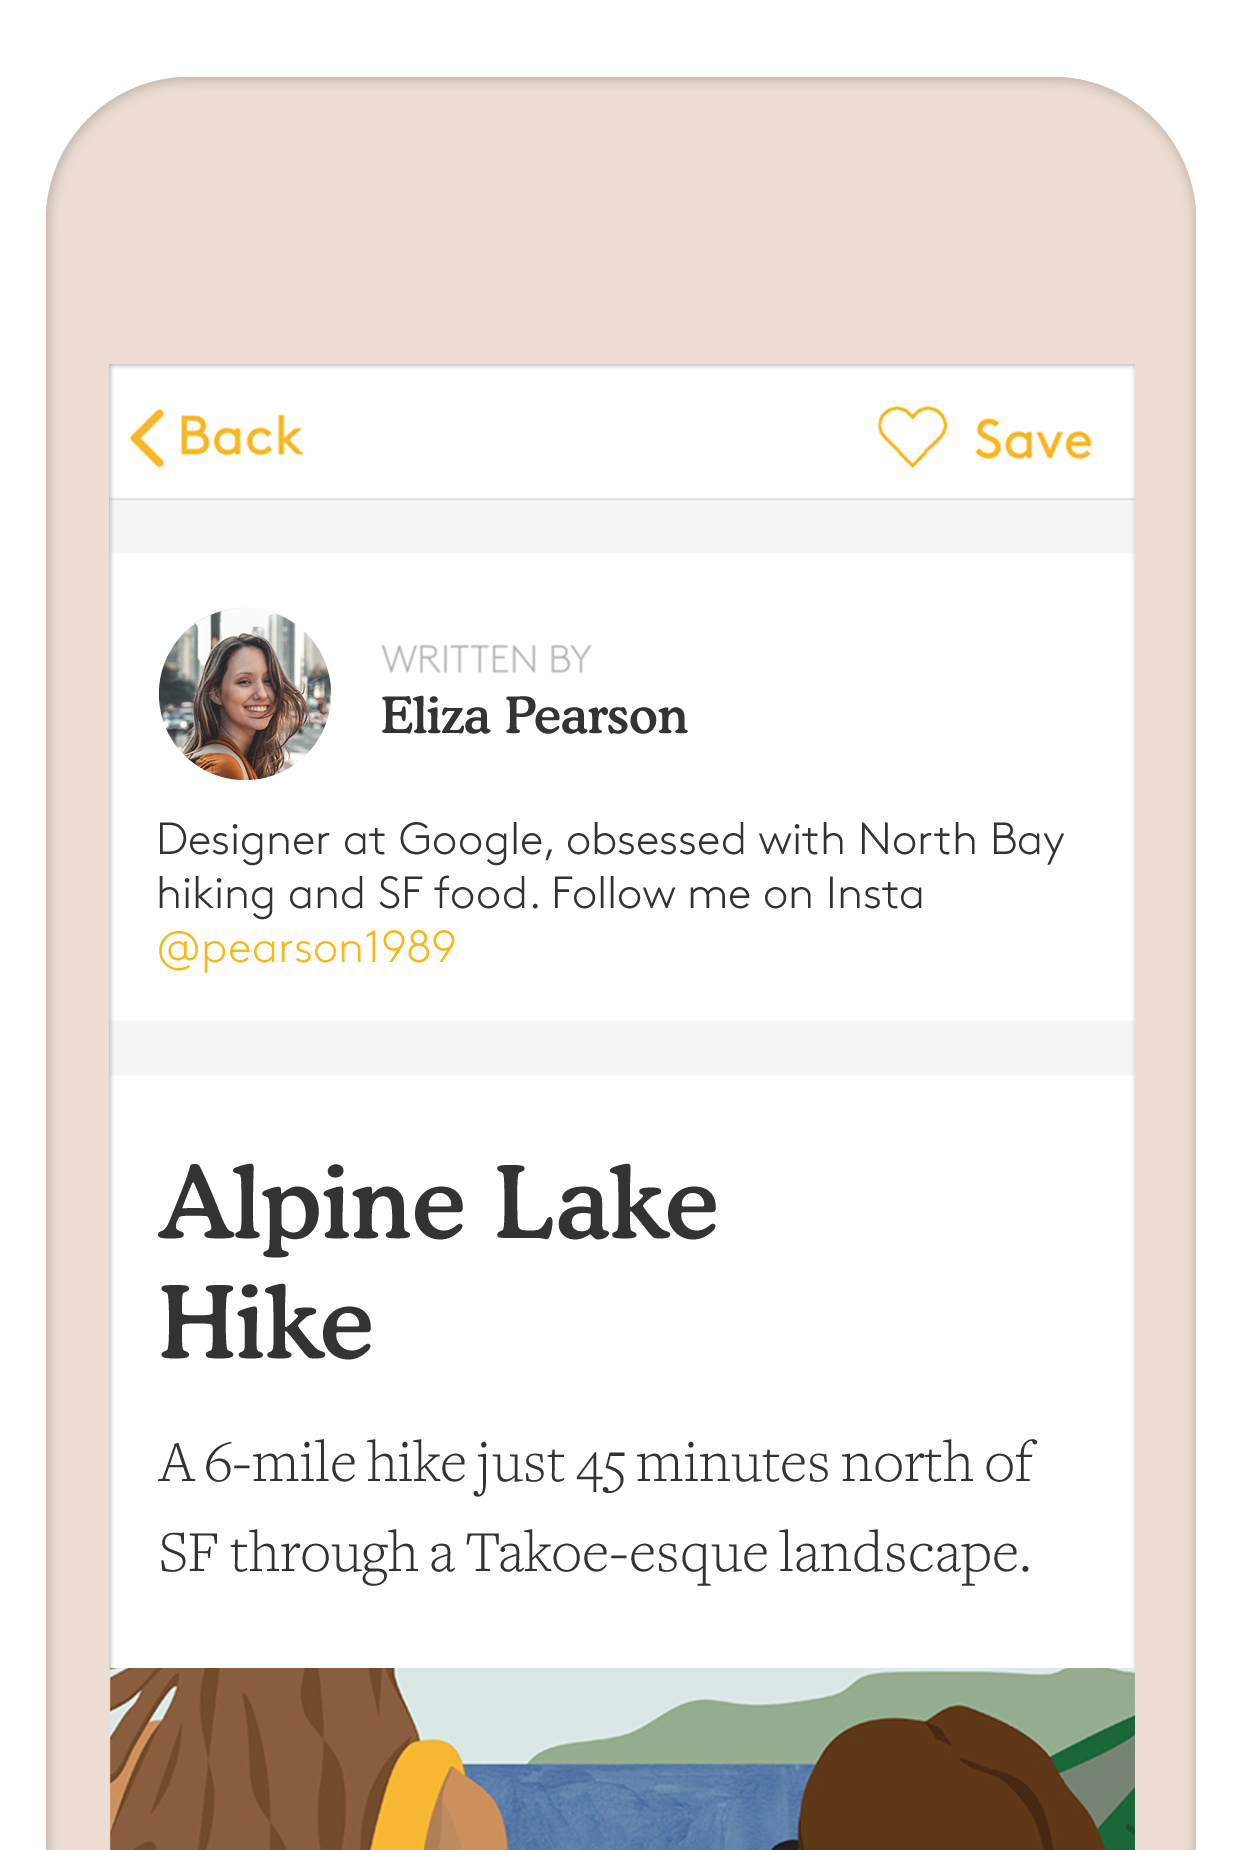 Back
Save
WRITTEN BY
Eliza Pearson
Designer at Google, obsessed with North Bay
hiking and SF food. Follow me on Insta
@pearson1989
Alpine Lake
Hike
A 6-mile hike just 45 minutes north of
SF through a Takoe-esque landscape.